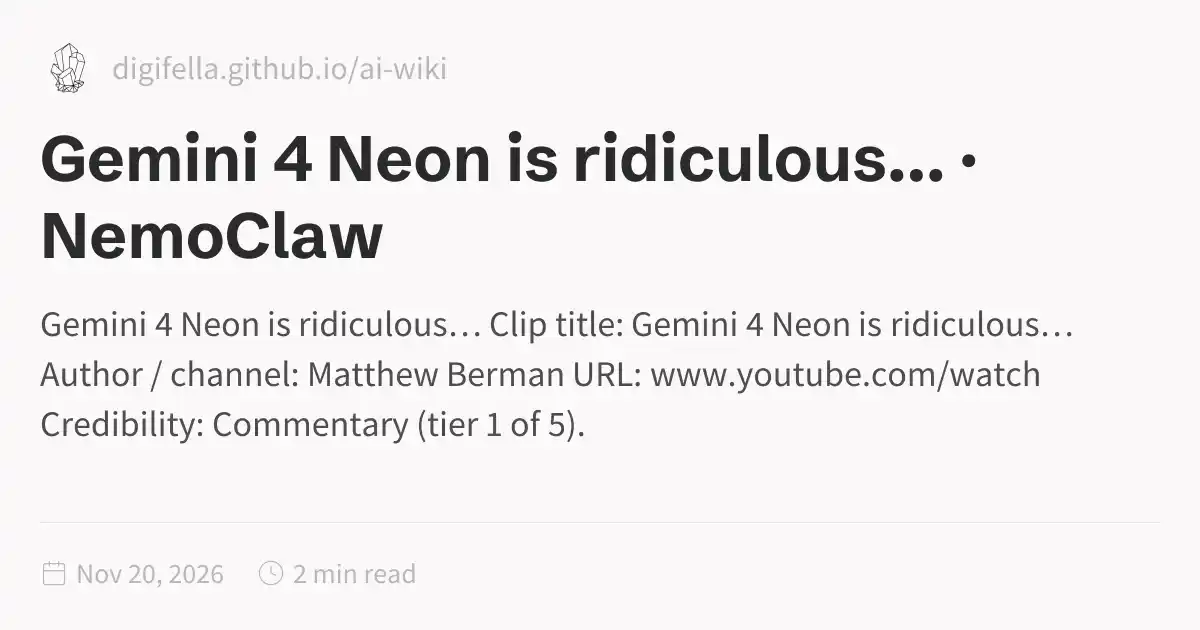 digifella.github.io/ai-wiki
Gemini 4 Neon is ridiculous... •
NemoClaw
Gemini 4 Neon is ridiculous… Clip title: Gemini 4 Neon is ridiculous…
Author / channel: Matthew Berman URL: www.youtube.com/watch
Credibility: Commentary (tier 1 of 5).
Nov 20, 2026 2 min read